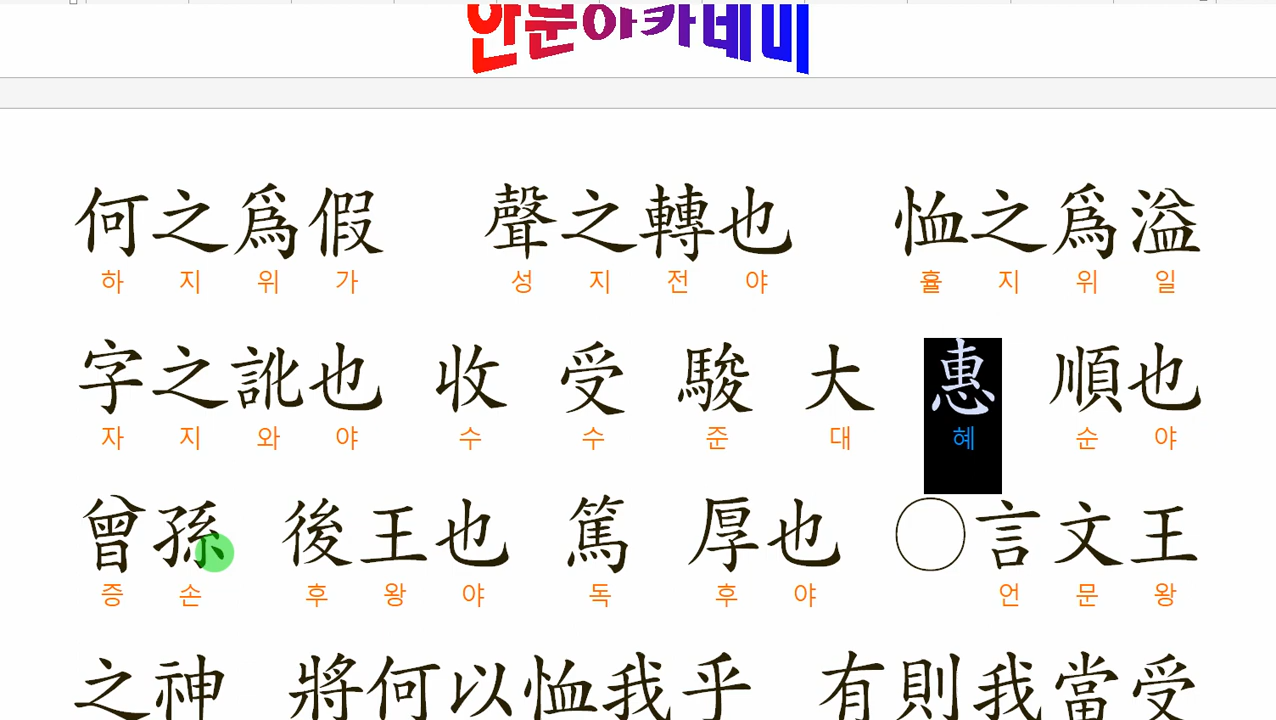 한문아카데미
何之爲假 聲之轉也 恤之爲溢
하 지 위 가 성 지 전 야 휼 지 위 일
字之訛也 收 受 駿 大 惠 順也
자 지 와 야 수 수 준 대 혜 순 야
曾孫 後王也 篤 厚也 ○言文王
증 손 후 왕 야 독 후 야 언 문 왕
之神 將何以恤我乎 有則我當受